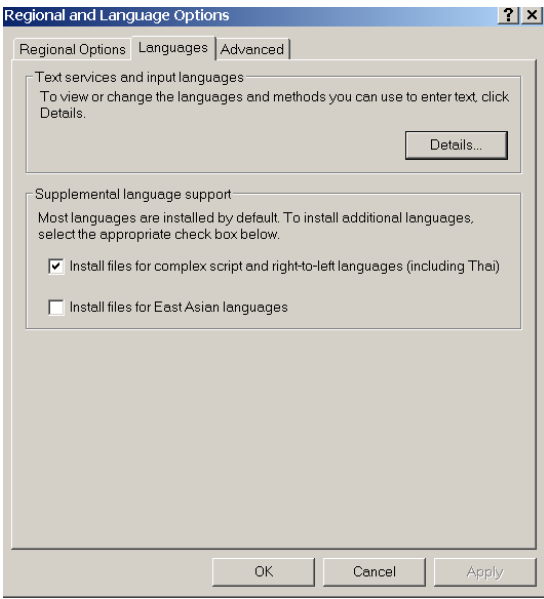 Regional and Language Options
Regional Options Languages Advanced
Text services and input languages
To view or change the languages and methods you can use to enter text, click
Details.
Details...
Supplemental language support
Most languages are installed by default. To install additional languages,
select the appropriate check box below.
Install files for complex script and right-to-left languages (including Thai)
Install files for East Asian languages
OK Cancel Apply